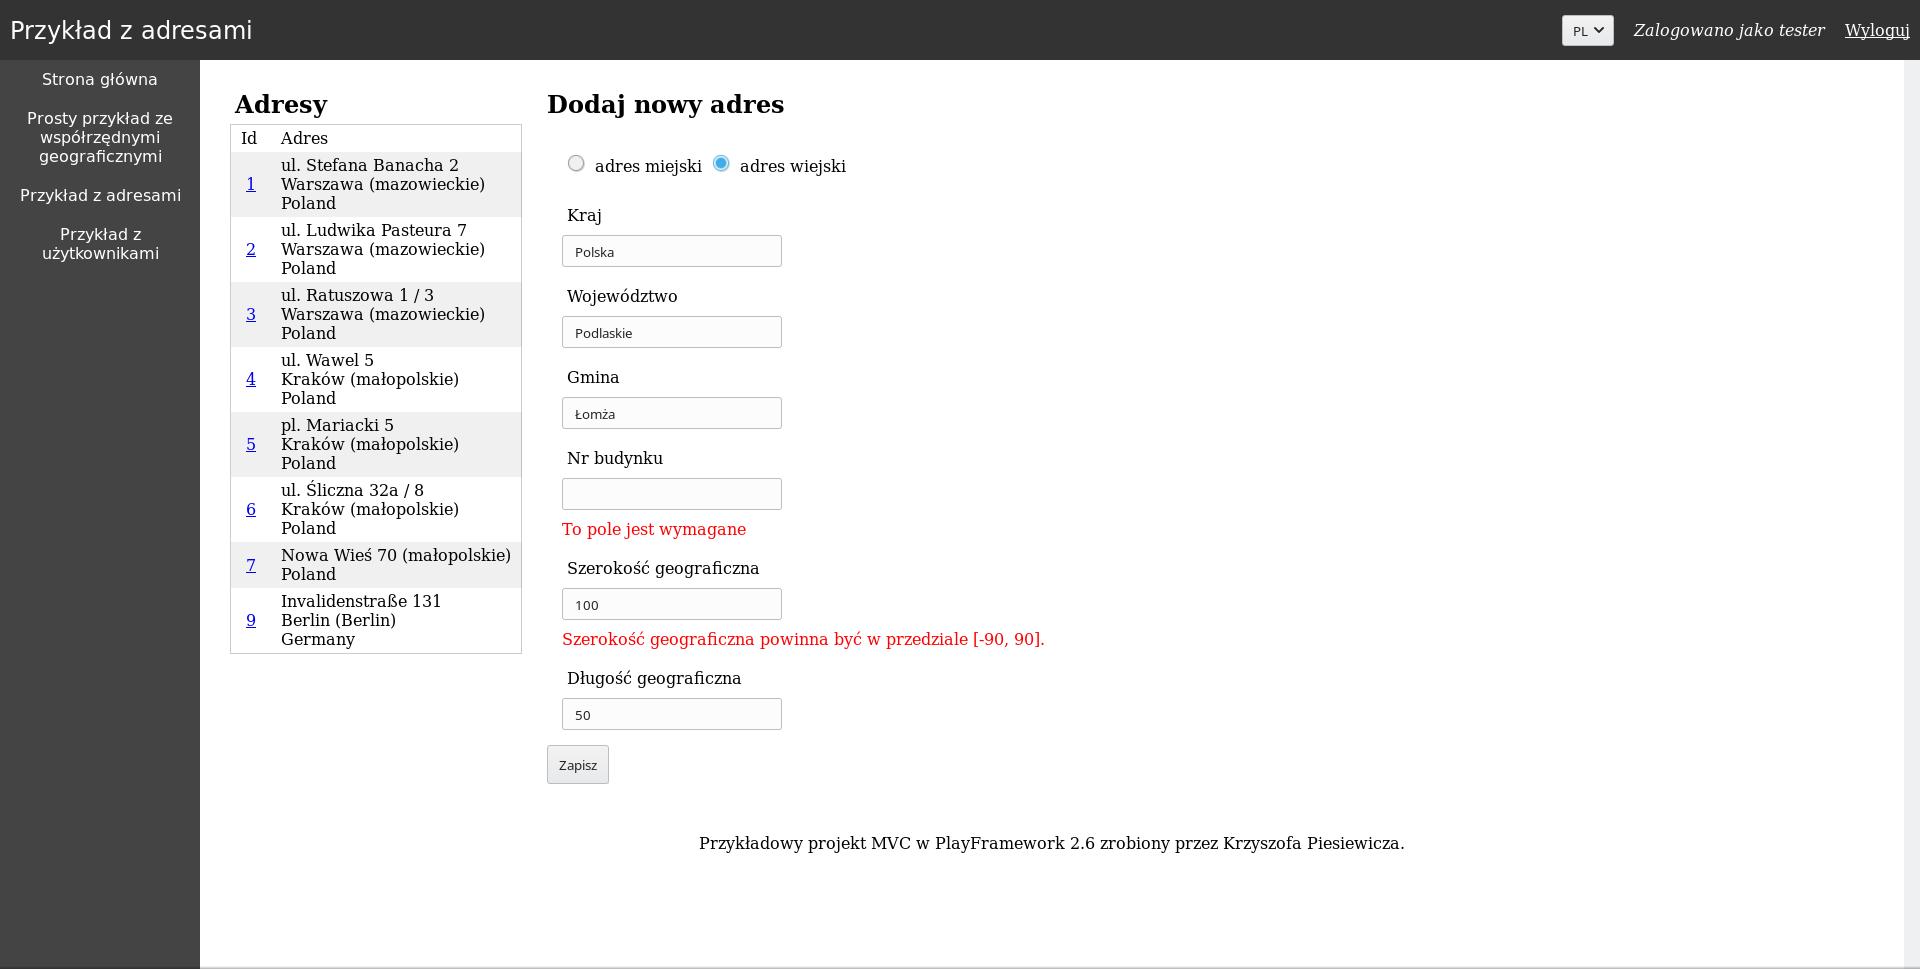 Przykład z adresami
PL
Zalogowano jako tester
Wyloguj
Strona główna
Prosty przykład ze
współrzędnymi
geograficznymi
Przykład z adresami
Przykład z
użytkownikami
Adresy
Id Adres
1
ul. Stefana Banacha 2
Warszawa (mazowieckie)
Poland
2
ul. Ludwika Pasteura 7
Warszawa (mazowieckie)
Poland
3
ul. Ratuszowa 1 / 3
Warszawa (mazowieckie)
Poland
4
ul. Wawel 5
Kraków (małopolskie)
Poland
5
pl. Mariacki 5
Kraków (małopolskie)
Poland
6
ul. Śliczna 32a / 8
Kraków (małopolskie)
Poland
7
Nowa Wieś 70 (małopolskie)
Poland
9
Invalidenstraße 131
Berlin (Berlin)
Germany
Dodaj nowy adres
adres miejski adres wiejski
Kraj
Polska
Województwo
Podlaskie
Gmina
Łomża
Nr budynku
To pole jest wymagane
Szerokość geograficzna
100
Szerokość geograficzna powinna być w przedziale [-90, 90].
Długość geograficzna
50
Zapisz
Przykładowy projekt MVC w PlayFramework 2.6 zrobiony przez Krzyszofa Piesiewicza.